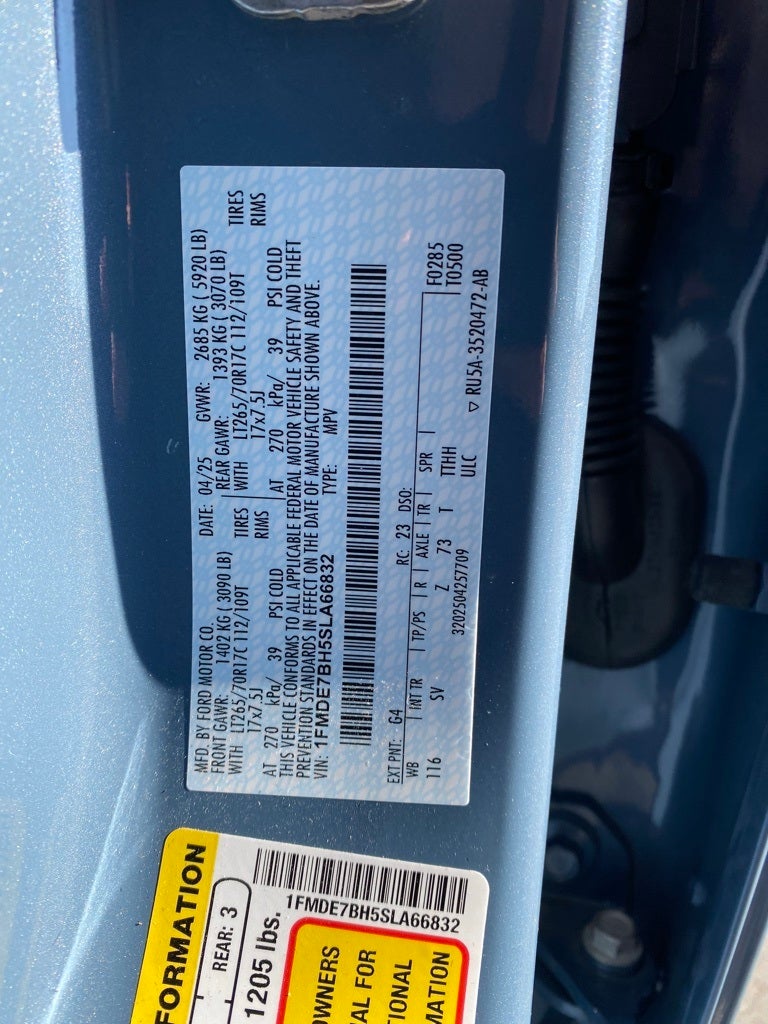 MFD. BY FORD MOTOR CO. DATE: 04/25 GVWR: 2685 KG ( 5920 LB)
FRONT GAWR: 1402 KG ( 3090 LB) REAR GAWR: 1393 KG ( 3070 LB)
WITH LT265/70R17C 112/109T TIRES WITH LT265/70R17C 112/109T TIRES
17x7.5J RIMS 17x7.5J RIMS
AT 270 kPa/ 39 PSI COLD AT 270 kPa/ 39 PSI COLD
THIS VEHICLE CONFORMS TO ALL APPLICABLE FEDERAL MOTOR VEHICLE SAFETY AND THEFT
PREVENTION STANDARDS IN EFFECT ON THE DATE OF MANUFACTURE SHOWN ABOVE.
VIN: 1FMDE7BH5SLA66832 TYPE: MPV
EXT PNT: G4 RC: 23 DSO: F0285
WB INT TR TP/PS R AXLE TR SPR T0500
116 SV Z 73 T TTHH
3202504257709 ULC ▽ RU5A-3520472-AB
FORMATION
REAR: 3
1205 lbs.
1FMDE7BH5SLA66832
OWNERS
AL FOR
TIONAL
MATION